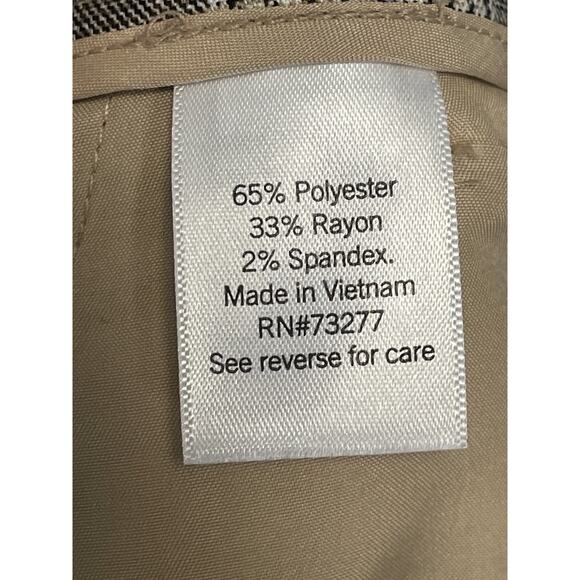 65% Polyester
33% Rayon
2% Spandex.
Made in Vietnam
RN#73277
See reverse for care